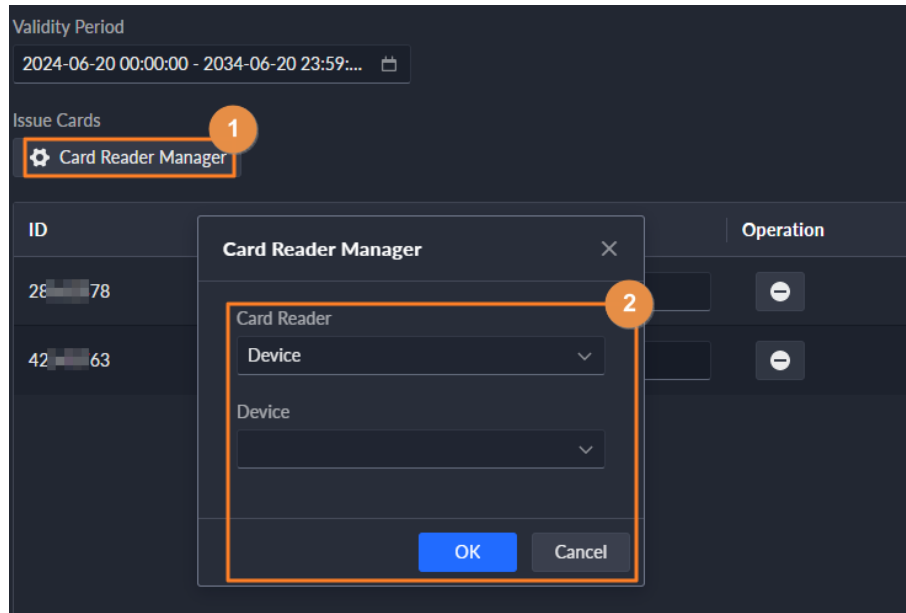 Validity Period
2024-06-20 00:00:00 - 2034-06-20 23:59:...
Issue Cards
1
Card Reader Manager
ID
Operation
Card Reader Manager
28 78
2
Card Reader
Device
42 63
Device
OK
Cancel